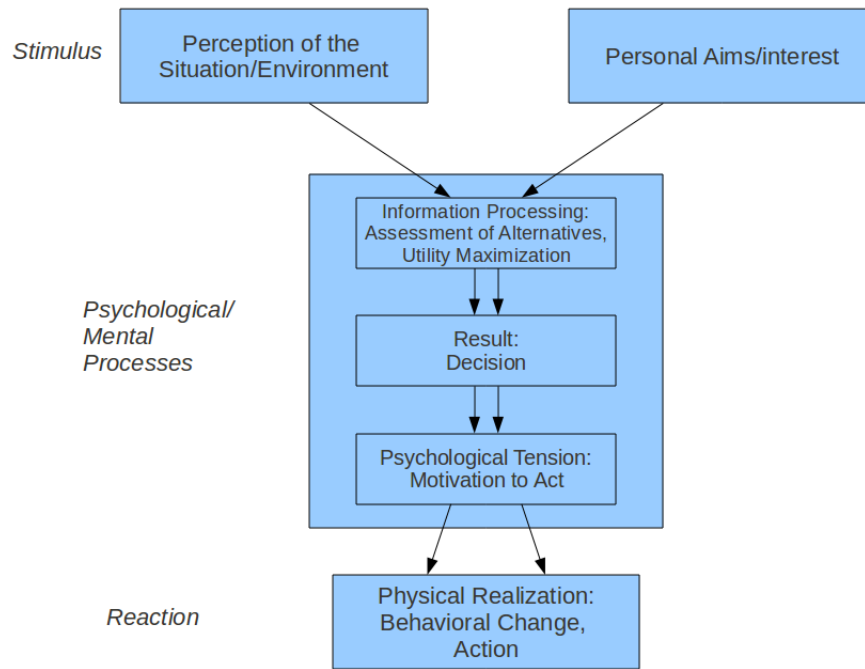 Stimulus
Perception of the
Situation/Environment
Personal Aims/interest
Psychological/
Mental
Processes
Information Processing:
Assessment of Alternatives,
Utility Maximization
Result:
Decision
Psychological Tension:
Motivation to Act
Reaction
Physical Realization:
Behavioral Change,
Action